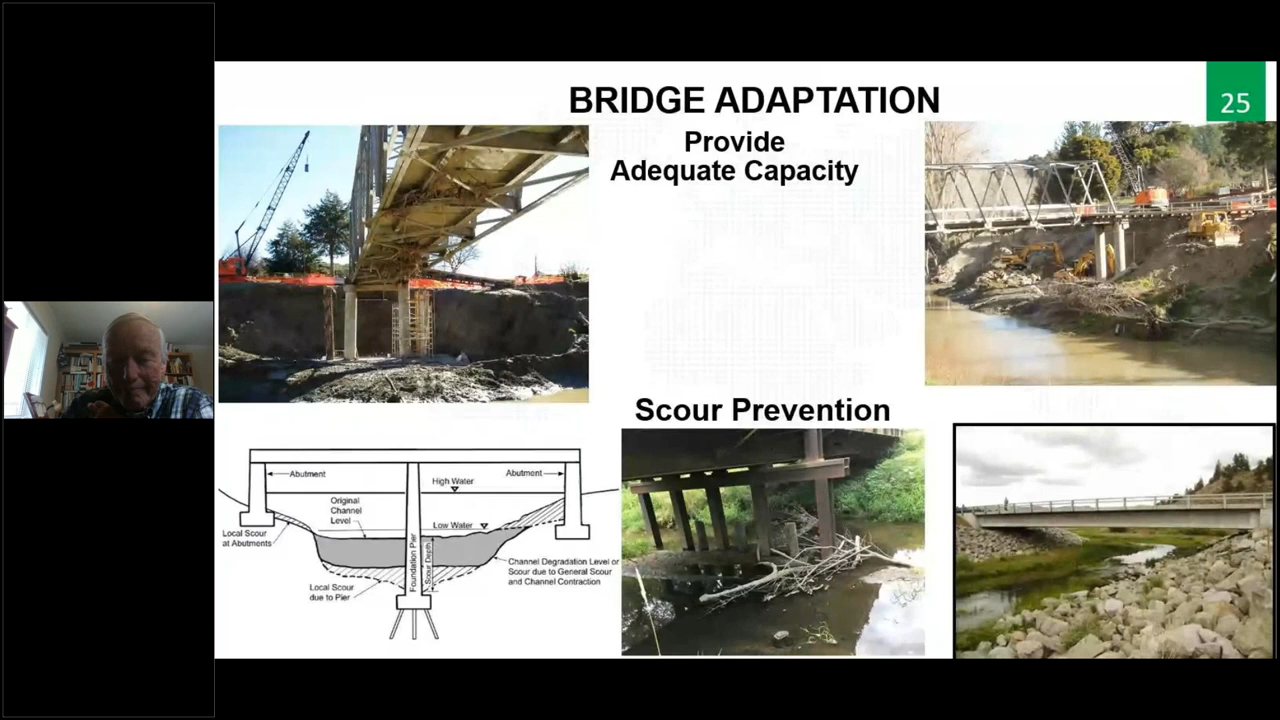 BRIDGE ADAPTATION
25
Provide
Adequate Capacity
Scour Prevention
Abutment
Abutment
High Water
Original
Channel
Level
Low Water
Local Scour
at Abutments
Foundation Pier
Scour Depth
Channel Degradation Level or
Scour due to General Scour
and Channel Contraction
Local Scour
due to Pier